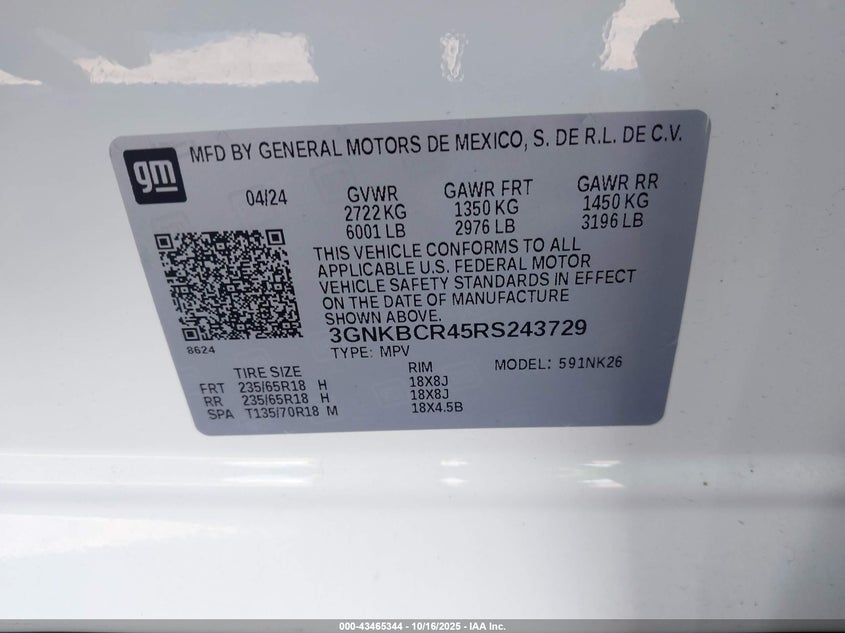 gm
MFD BY GENERAL MOTORS DE MEXICO, S. DE R.L. DE C.V.
04/24
GVWR GAWR FRT GAWR RR
2722 KG 1350 KG 1450 KG
6001 LB 2976 LB 3196 LB
THIS VEHICLE CONFORMS TO ALL
APPLICABLE U.S. FEDERAL MOTOR
VEHICLE SAFETY STANDARDS IN EFFECT
ON THE DATE OF MANUFACTURE
SHOWN ABOVE.
3GNKBCR45RS243729
8624
TYPE: MPV
MODEL: 591NK26
TIRE SIZE RIM
FRT 235/65R18 H 18X8J
RR 235/65R18 H 18X8J
SPA T135/70R18 M 18X4.5B
000-43465344 | 10/16/2025 - IAA Inc.